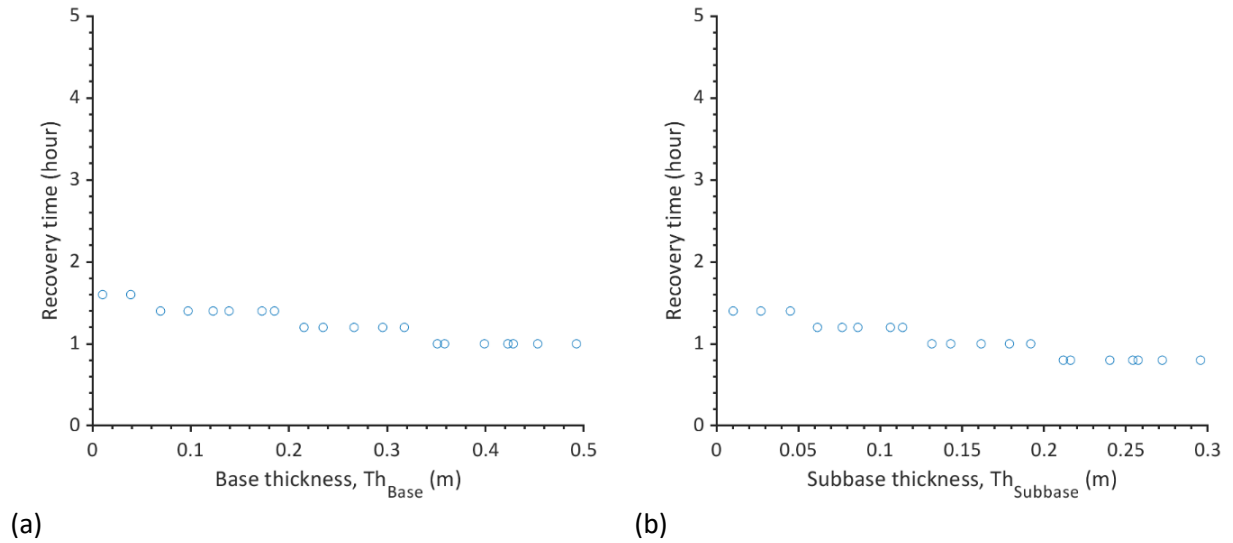 5
4
3
2
1
0
Recovery time (hour)
0 0.1 0.2 0.3 0.4 0.5
Base thickness, Th_Base (m)
(a)
5
4
3
2
1
0
Recovery time (hour)
0 0.05 0.1 0.15 0.2 0.25 0.3
Subbase thickness, Th_Subbase (m)
(b)